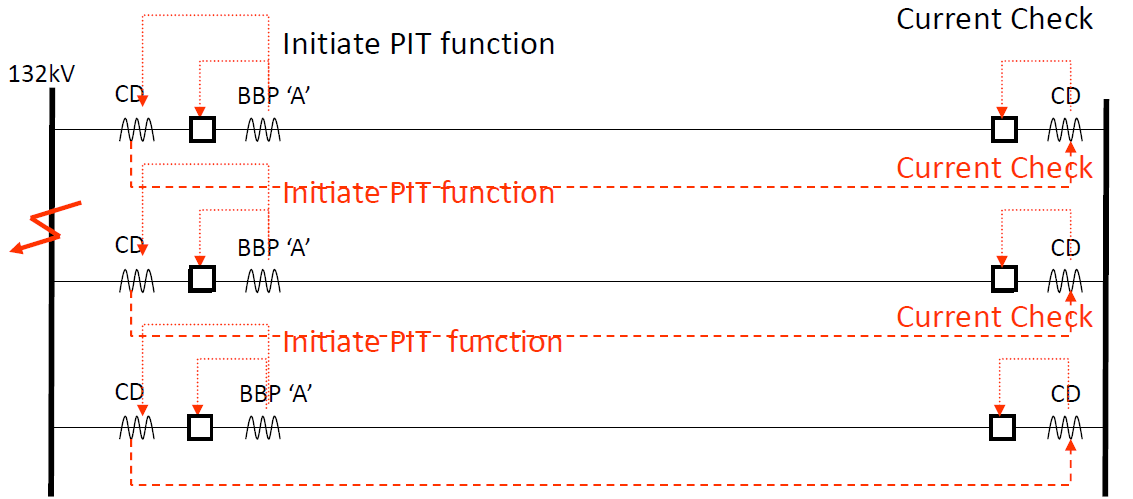 Current Check
Initiate PIT function
132kV
CD
BBP ‘A’
CD
Current Check
Initiate PIT function
CD
BBP ‘A’
CD
Current Check
Initiate PIT  function
CD
BBP ‘A’
CD